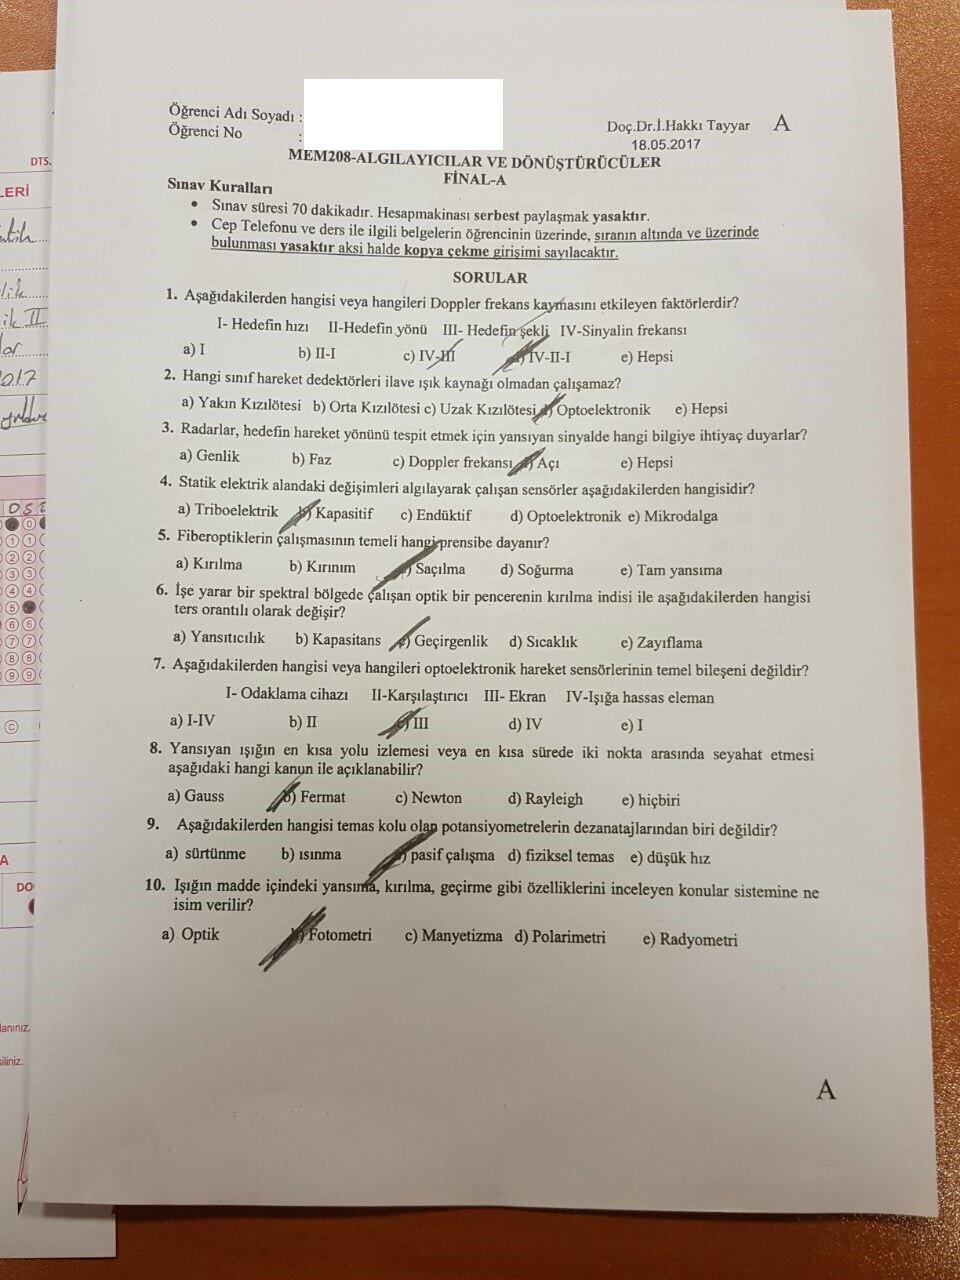 Öğrenci Adı Soyadı :
Öğrenci No :
Doç.Dr.İ.Hakkı Tayyar A
18.05.2017
MEM208-ALGILAYICILAR VE DÖNÜŞTÜRÜCÜLER
FİNAL-A
Sınav Kuralları
• Sınav süresi 70 dakikadır. Hesapmakinası serbest paylaşmak yasaktır.
• Cep Telefonu ve ders ile ilgili belgelerin öğrencinin üzerinde, sıranın altında ve üzerinde
bulunması yasaktır aksi halde kopya çekme girişimi sayılacaktır.
SORULAR
1. Aşağıdakilerden hangisi veya hangileri Doppler frekans kaymasını etkileyen faktörlerdir?
I- Hedefin hızı II-Hedefin yönü III- Hedefin şekli IV-Sinyalin frekansı
a) I b) II-I c) IV-III d) IV-II-I e) Hepsi
2. Hangi sınıf hareket dedektörleri ilave ışık kaynağı olmadan çalışamaz?
a) Yakın Kızılötesi b) Orta Kızılötesi c) Uzak Kızılötesi d) Optoelektronik e) Hepsi
3. Radarlar, hedefin hareket yönünü tespit etmek için yansıyan sinyalde hangi bilgiye ihtiyaç duyarlar?
a) Genlik b) Faz c) Doppler frekansı d) Açı e) Hepsi
4. Statik elektrik alandaki değişimleri algılayarak çalışan sensörler aşağıdakilerden hangisidir?
a) Triboelektrik b) Kapasitif c) Endüktif d) Optoelektronik e) Mikrodalga
5. Fiberoptiklerin çalışmasının temeli hangi prensibe dayanır?
a) Kırılma b) Kırınım c) Saçılma d) Soğurma e) Tam yansıma
6. İşe yarar bir spektral bölgede çalışan optik bir pencerenin kırılma indisi ile aşağıdakilerden hangisi
ters orantılı olarak değişir?
a) Yansıtıcılık b) Kapasitans c) Geçirgenlik d) Sıcaklık e) Zayıflama
7. Aşağıdakilerden hangisi veya hangileri optoelektronik hareket sensörlerinin temel bileşeni değildir?
I- Odaklama cihazı II-Karşılaştırıcı III- Ekran IV-Işığa hassas eleman
a) I-IV b) II c) III d) IV e) I
8. Yansıyan ışığın en kısa yolu izlemesi veya en kısa sürede iki nokta arasında seyahat etmesi
aşağıdaki hangi kanun ile açıklanabilir?
a) Gauss b) Fermat c) Newton d) Rayleigh e) hiçbiri
9. Aşağıdakilerden hangisi temas kolu olan potansiyometrelerin dezanatajlarından biri değildir?
a) sürtünme b) ısınma c) pasif çalışma d) fiziksel temas e) düşük hız
10. Işığın madde içindeki yansıma, kırılma, geçirme gibi özelliklerini inceleyen konular sistemine ne
isim verilir?
a) Optik b) Fotometri c) Manyetizma d) Polarimetri e) Radyometri
A
DTS.
LERİ
II
2017
A
DO